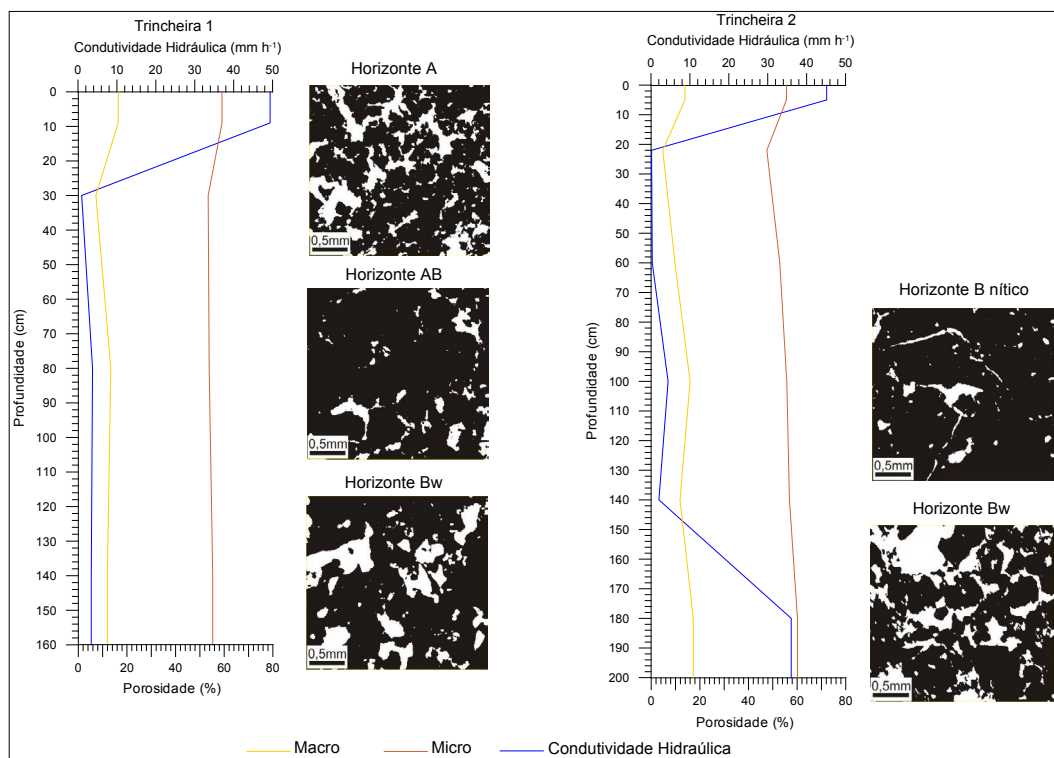 Trincheira 1
Condutividade Hidráulica (mm h⁻¹)
0 10 20 30 40 50
0
10
20
30
40
50
60
70
80
90
100
110
120
130
140
150
160
Profundidade (cm)
0 20 40 60 80
Porosidade (%)
Horizonte A
0,5mm
Horizonte AB
0,5mm
Horizonte Bw
0,5mm
Trincheira 2
Condutividade Hidráulica (mm h⁻¹)
0 10 20 30 40 50
0
10
20
30
40
50
60
70
80
90
100
110
120
130
140
150
160
170
180
190
200
Profundidade (cm)
0 20 40 60 80
Porosidade (%)
Horizonte B nítico
0,5mm
Horizonte Bw
0,5mm
Macro Micro Condutividade Hidraúlica